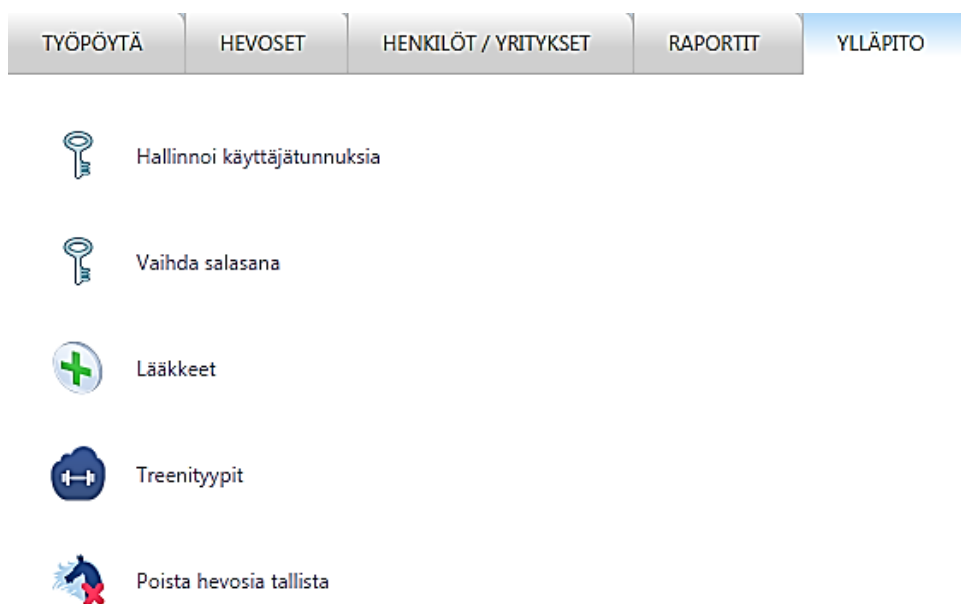 TYÖPÖYTÄ HEVOSET HENKILÖT / YRITYKSET RAPORTIT YLLÄPITO
Hallinnoi käyttäjätunnuksia
Vaihda salasana
Lääkkeet
Treenityypit
Poista hevosia tallista